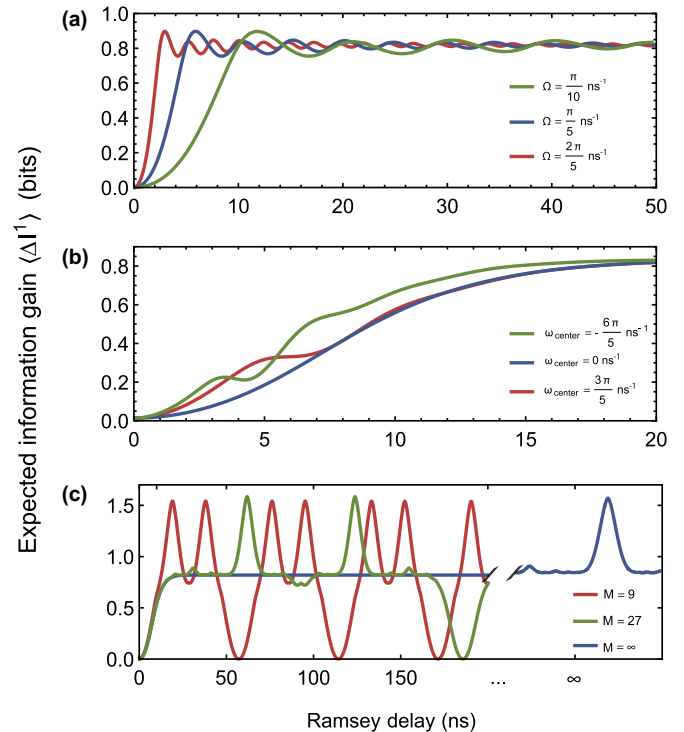 Expected information gain ⟨ΔI¹⟩ (bits)
(a)
1.0
0.8
0.6
0.4
0.2
0.0
Ω = π/10 ns⁻¹
Ω = π/5 ns⁻¹
Ω = 2π/5 ns⁻¹
0 10 20 30 40 50
(b)
0.8
0.6
0.4
0.2
0.0
ω center = - 6π/5 ns⁻¹
ω center = 0 ns⁻¹
ω center = 3π/5 ns⁻¹
0 5 10 15 20
(c)
1.5
1.0
0.5
0.0
M = 9
M = 27
M = ∞
0 50 100 150 ... ∞
Ramsey delay (ns)